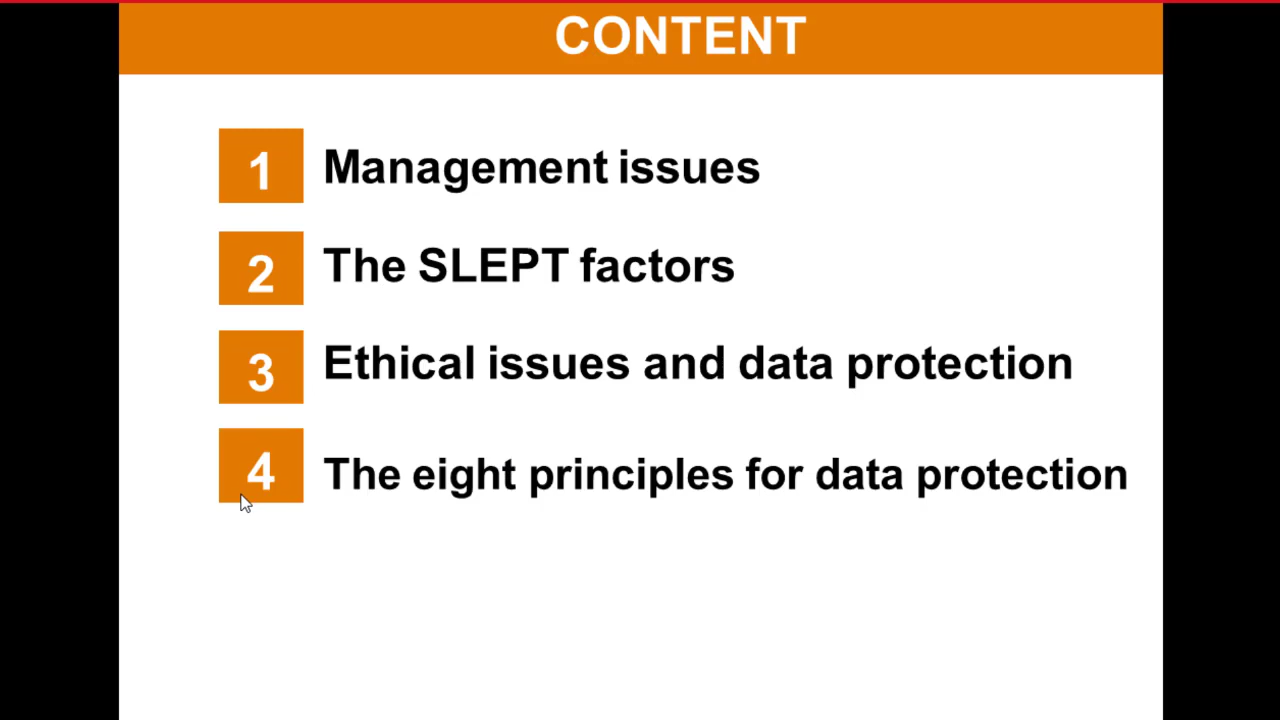 CONTENT
1 Management issues
2 The SLEPT factors
3 Ethical issues and data protection
4 The eight principles for data protection